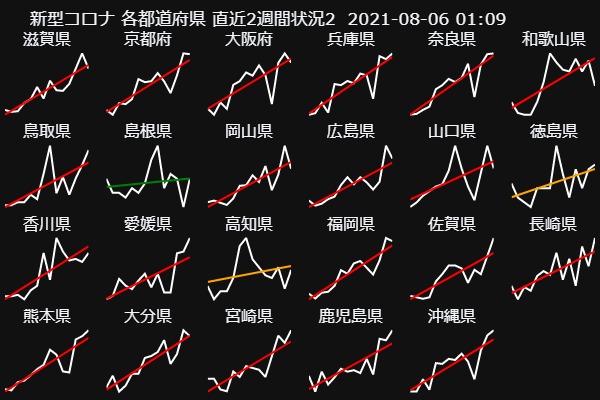 新型コロナ 各都道府県 直近2週間状況2 2021-08-06 01:09
滋賀県 京都府 大阪府 兵庫県 奈良県 和歌山県
鳥取県 島根県 岡山県 広島県 山口県 徳島県
香川県 愛媛県 高知県 福岡県 佐賀県 長崎県
熊本県 大分県 宮崎県 鹿児島県 沖縄県